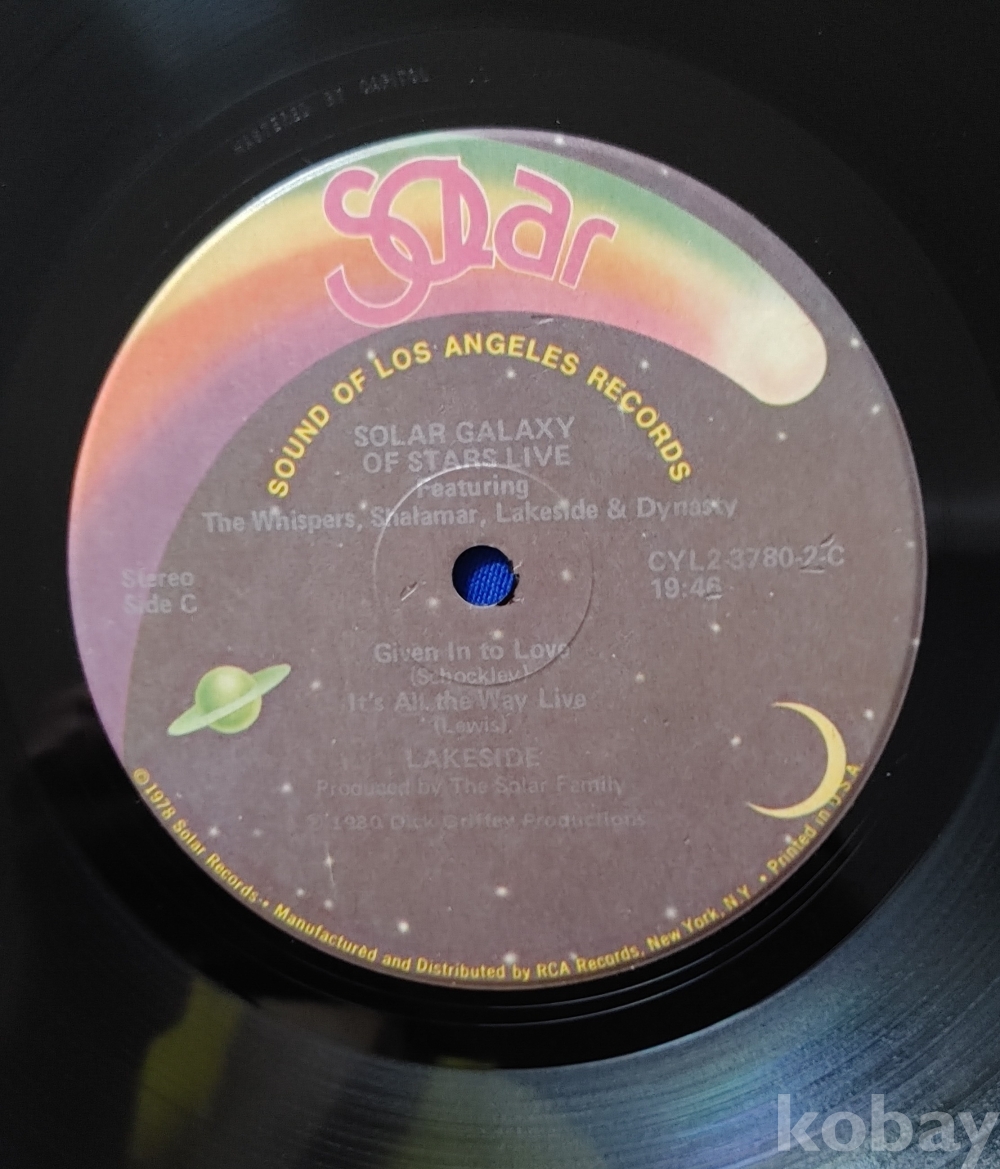 MASTERED BY CAPITOL
Solar
SOUND OF LOS ANGELES RECORDS
SOLAR GALAXY
OF STARS LIVE
Featuring
The Whispers, Shalamar, Lakeside & Dynasty
Stereo
Side C
CYL2-3780-2-C
19:46
Given In to Love
(Schockley)
It's All the Way Live
(Lewis)
LAKESIDE
Produced by The Solar Family
℗ 1980 Dick Griffey Productions
©1978 Solar Records • Manufactured and Distributed by RCA Records, New York, N.Y. • Printed in U.S.A
kobay